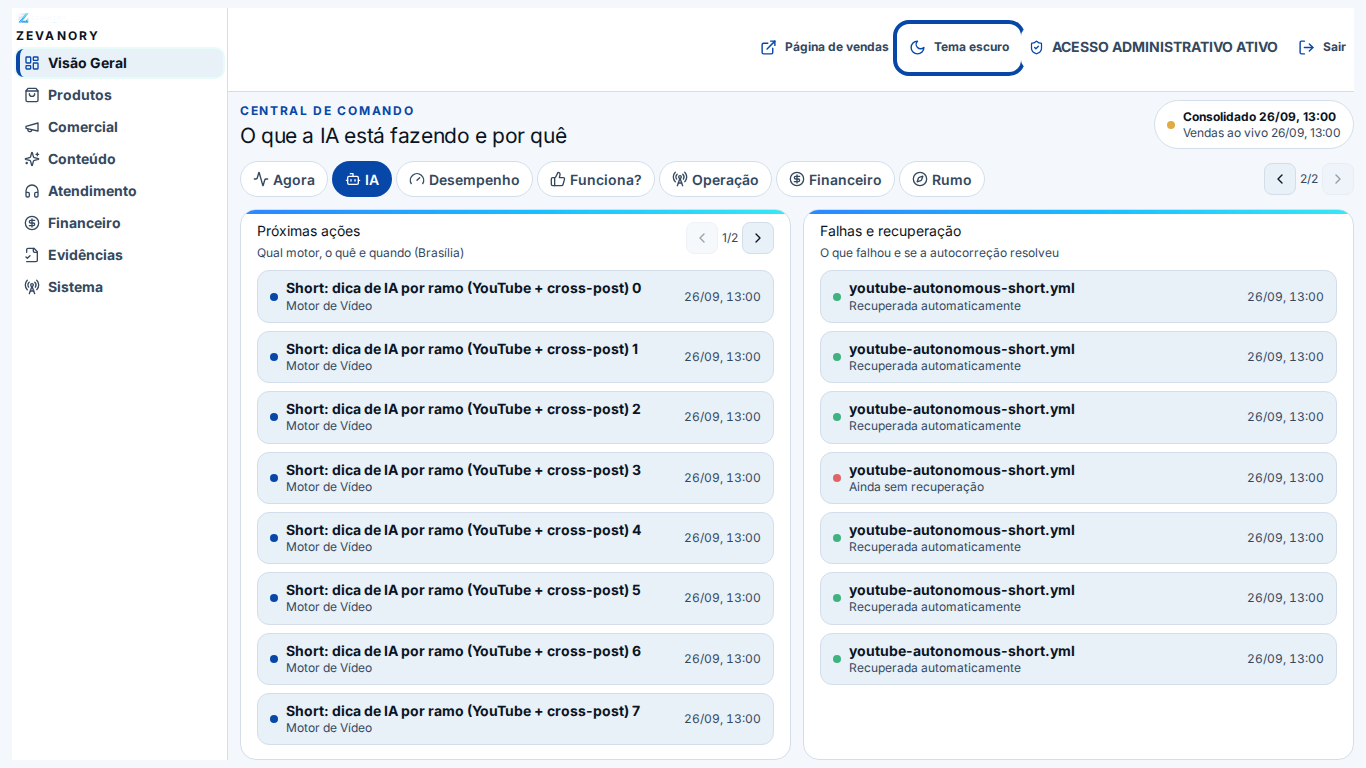 ZEVANORY
Visão Geral
Produtos
Comercial
Conteúdo
Atendimento
Financeiro
Evidências
Sistema
Página de vendas
Tema escuro
ACESSO ADMINISTRATIVO ATIVO
Sair
CENTRAL DE COMANDO
O que a IA está fazendo e por quê
Consolidado 26/09, 13:00
Vendas ao vivo 26/09, 13:00
Agora
IA
Desempenho
Funciona?
Operação
Financeiro
Rumo
2/2
Próximas ações
Qual motor, o quê e quando (Brasília)
1/2
Short: dica de IA por ramo (YouTube + cross-post) 0
Motor de Vídeo
26/09, 13:00
Short: dica de IA por ramo (YouTube + cross-post) 1
Motor de Vídeo
26/09, 13:00
Short: dica de IA por ramo (YouTube + cross-post) 2
Motor de Vídeo
26/09, 13:00
Short: dica de IA por ramo (YouTube + cross-post) 3
Motor de Vídeo
26/09, 13:00
Short: dica de IA por ramo (YouTube + cross-post) 4
Motor de Vídeo
26/09, 13:00
Short: dica de IA por ramo (YouTube + cross-post) 5
Motor de Vídeo
26/09, 13:00
Short: dica de IA por ramo (YouTube + cross-post) 6
Motor de Vídeo
26/09, 13:00
Short: dica de IA por ramo (YouTube + cross-post) 7
Motor de Vídeo
26/09, 13:00
Falhas e recuperação
O que falhou e se a autocorreção resolveu
youtube-autonomous-short.yml
Recuperada automaticamente
26/09, 13:00
youtube-autonomous-short.yml
Recuperada automaticamente
26/09, 13:00
youtube-autonomous-short.yml
Recuperada automaticamente
26/09, 13:00
youtube-autonomous-short.yml
Ainda sem recuperação
26/09, 13:00
youtube-autonomous-short.yml
Recuperada automaticamente
26/09, 13:00
youtube-autonomous-short.yml
Recuperada automaticamente
26/09, 13:00
youtube-autonomous-short.yml
Recuperada automaticamente
26/09, 13:00